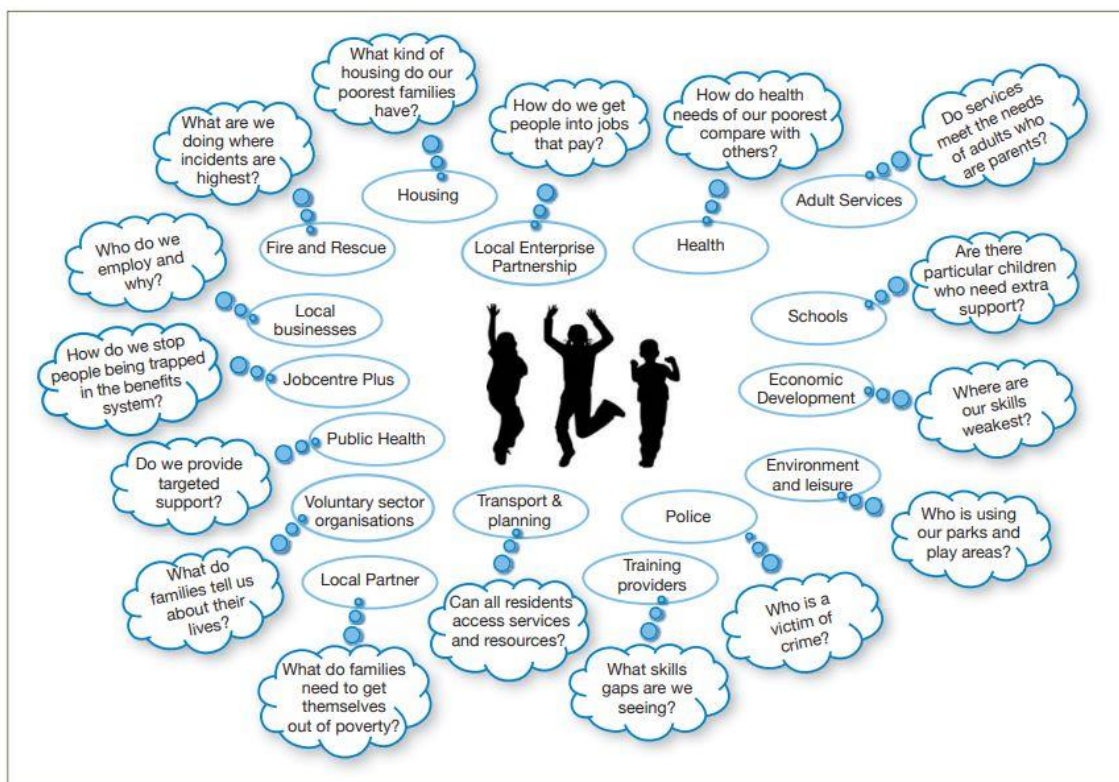 What kind of
housing do our
poorest families
have?
Housing
How do we get
people into jobs
that pay?
Local Enterprise
Partnership
How do health
needs of our poorest
compare with
others?
Health
Do services
meet the needs
of adults who
are parents?
Adult Services
What are we
doing where
incidents are
highest?
Fire and Rescue
Who do we
employ and
why?
Local
businesses
Are there
particular children
who need extra
support?
Schools
How do we stop
people being trapped
in the benefits
system?
Jobcentre Plus
Economic
Development
Where are
our skills
weakest?
Do we provide
targeted
support?
Public Health
Environment
and leisure
Who is using
our parks and
play areas?
What do
families tell us
about their
lives?
Voluntary sector
organisations
Transport &
planning
Can all residents
access services
and resources?
Police
Who is a
victim of
crime?
Local Partner
What do families
need to get
themselves
out of poverty?
Training
providers
What skills
gaps are we
seeing?